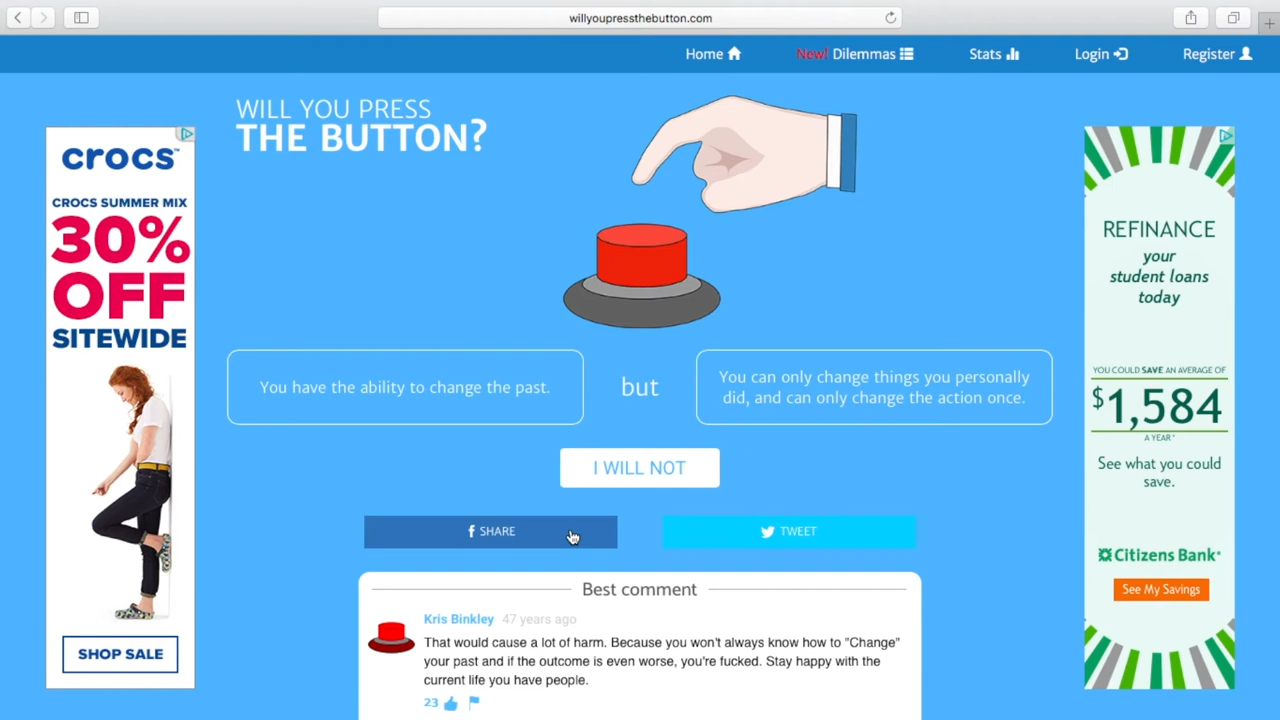 willyoupressthebutton.com
Home
New! Dilemmas
Stats
Login
Register
WILL YOU PRESS
THE BUTTON?
crocs™
CROCS SUMMER MIX
30%
OFF
SITEWIDE
SHOP SALE
You have the ability to change the past.
but
You can only change things you personally
did, and can only change the action once.
I WILL NOT
f SHARE
TWEET
Best comment
Kris Binkley 47 years ago
That would cause a lot of harm. Because you won't always know how to "Change"
your past and if the outcome is even worse, you're fucked. Stay happy with the
current life you have people.
23
REFINANCE
your
student loans
today
YOU COULD SAVE AN AVERAGE OF
$1,584
A YEAR*
See what you could
save.
Citizens Bank®
See My Savings